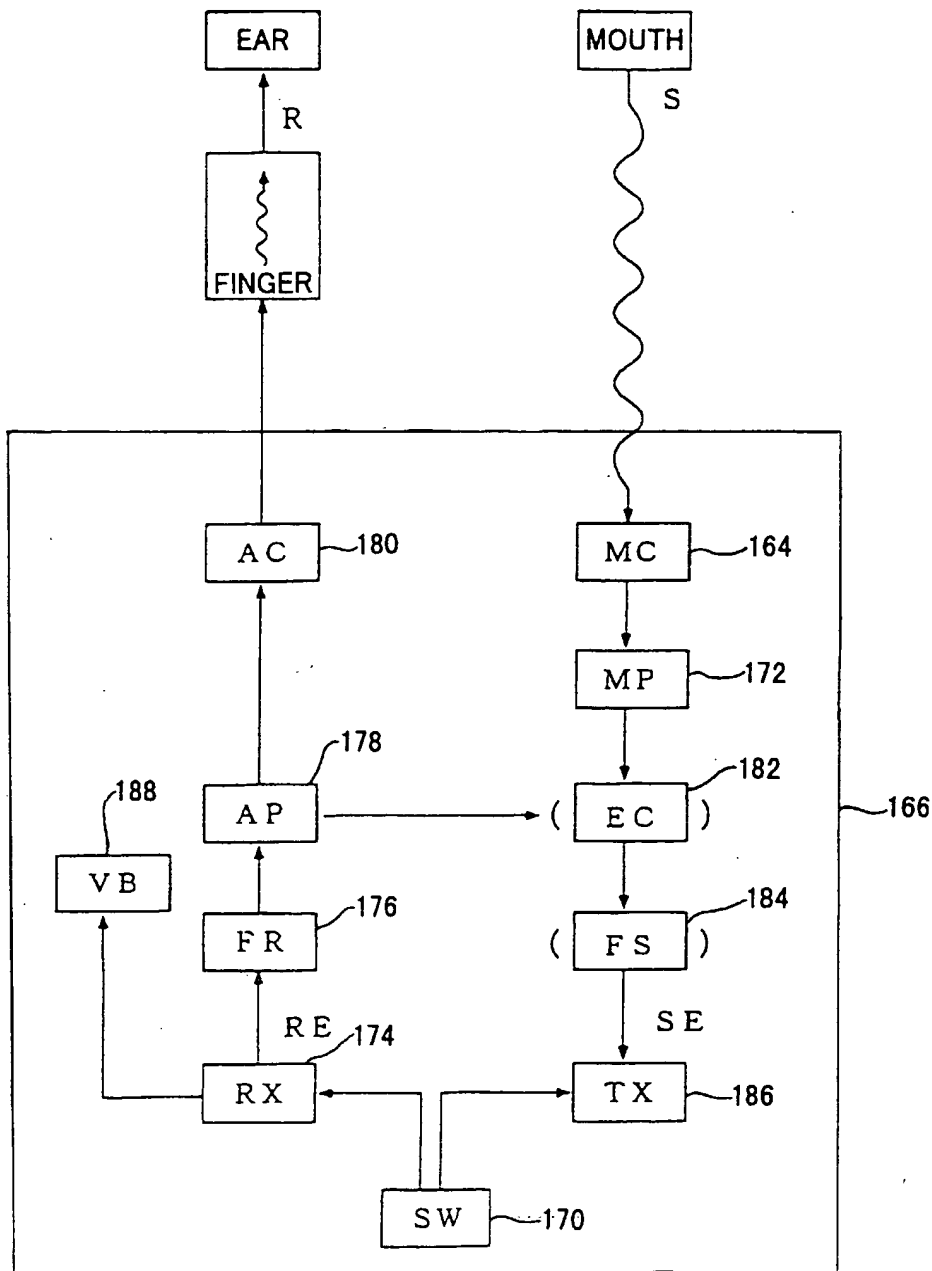 EAR
MOUTH
R
S
FINGER
AC
180
MC
164
MP
172
178
182
188
AP
( EC )
166
VB
176
184
FR
( FS )
RE
174
SE
RX
TX
186
SW
170